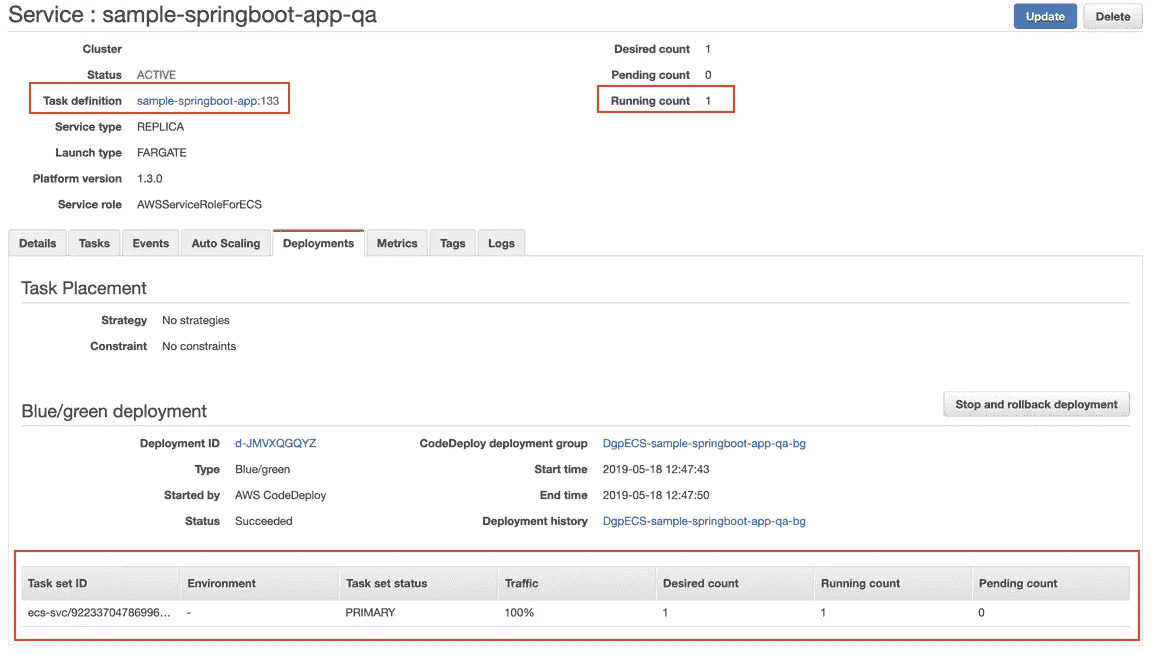 Service : sample-springboot-app-qa
Update Delete
Cluster
Desired count 1
Status ACTIVE
Pending count 0
Task definition sample-springboot-app:133
Running count 1
Service type REPLICA
Launch type FARGATE
Platform version 1.3.0
Service role AWSServiceRoleForECS
Details Tasks Events Auto Scaling Deployments Metrics Tags Logs
Task Placement
Strategy No strategies
Constraint No constraints
Blue/green deployment
Stop and rollback deployment
Deployment ID d-JMVXQGQYZ
CodeDeploy deployment group DgpECS-sample-springboot-app-qa-bg
Type Blue/green
Start time 2019-05-18 12:47:43
Started by AWS CodeDeploy
End time 2019-05-18 12:47:50
Status Succeeded
Deployment history DgpECS-sample-springboot-app-qa-bg
Task set ID Environment Task set status Traffic Desired count Running count Pending count
ecs-svc/92233704786996... - PRIMARY 100% 1 1 0